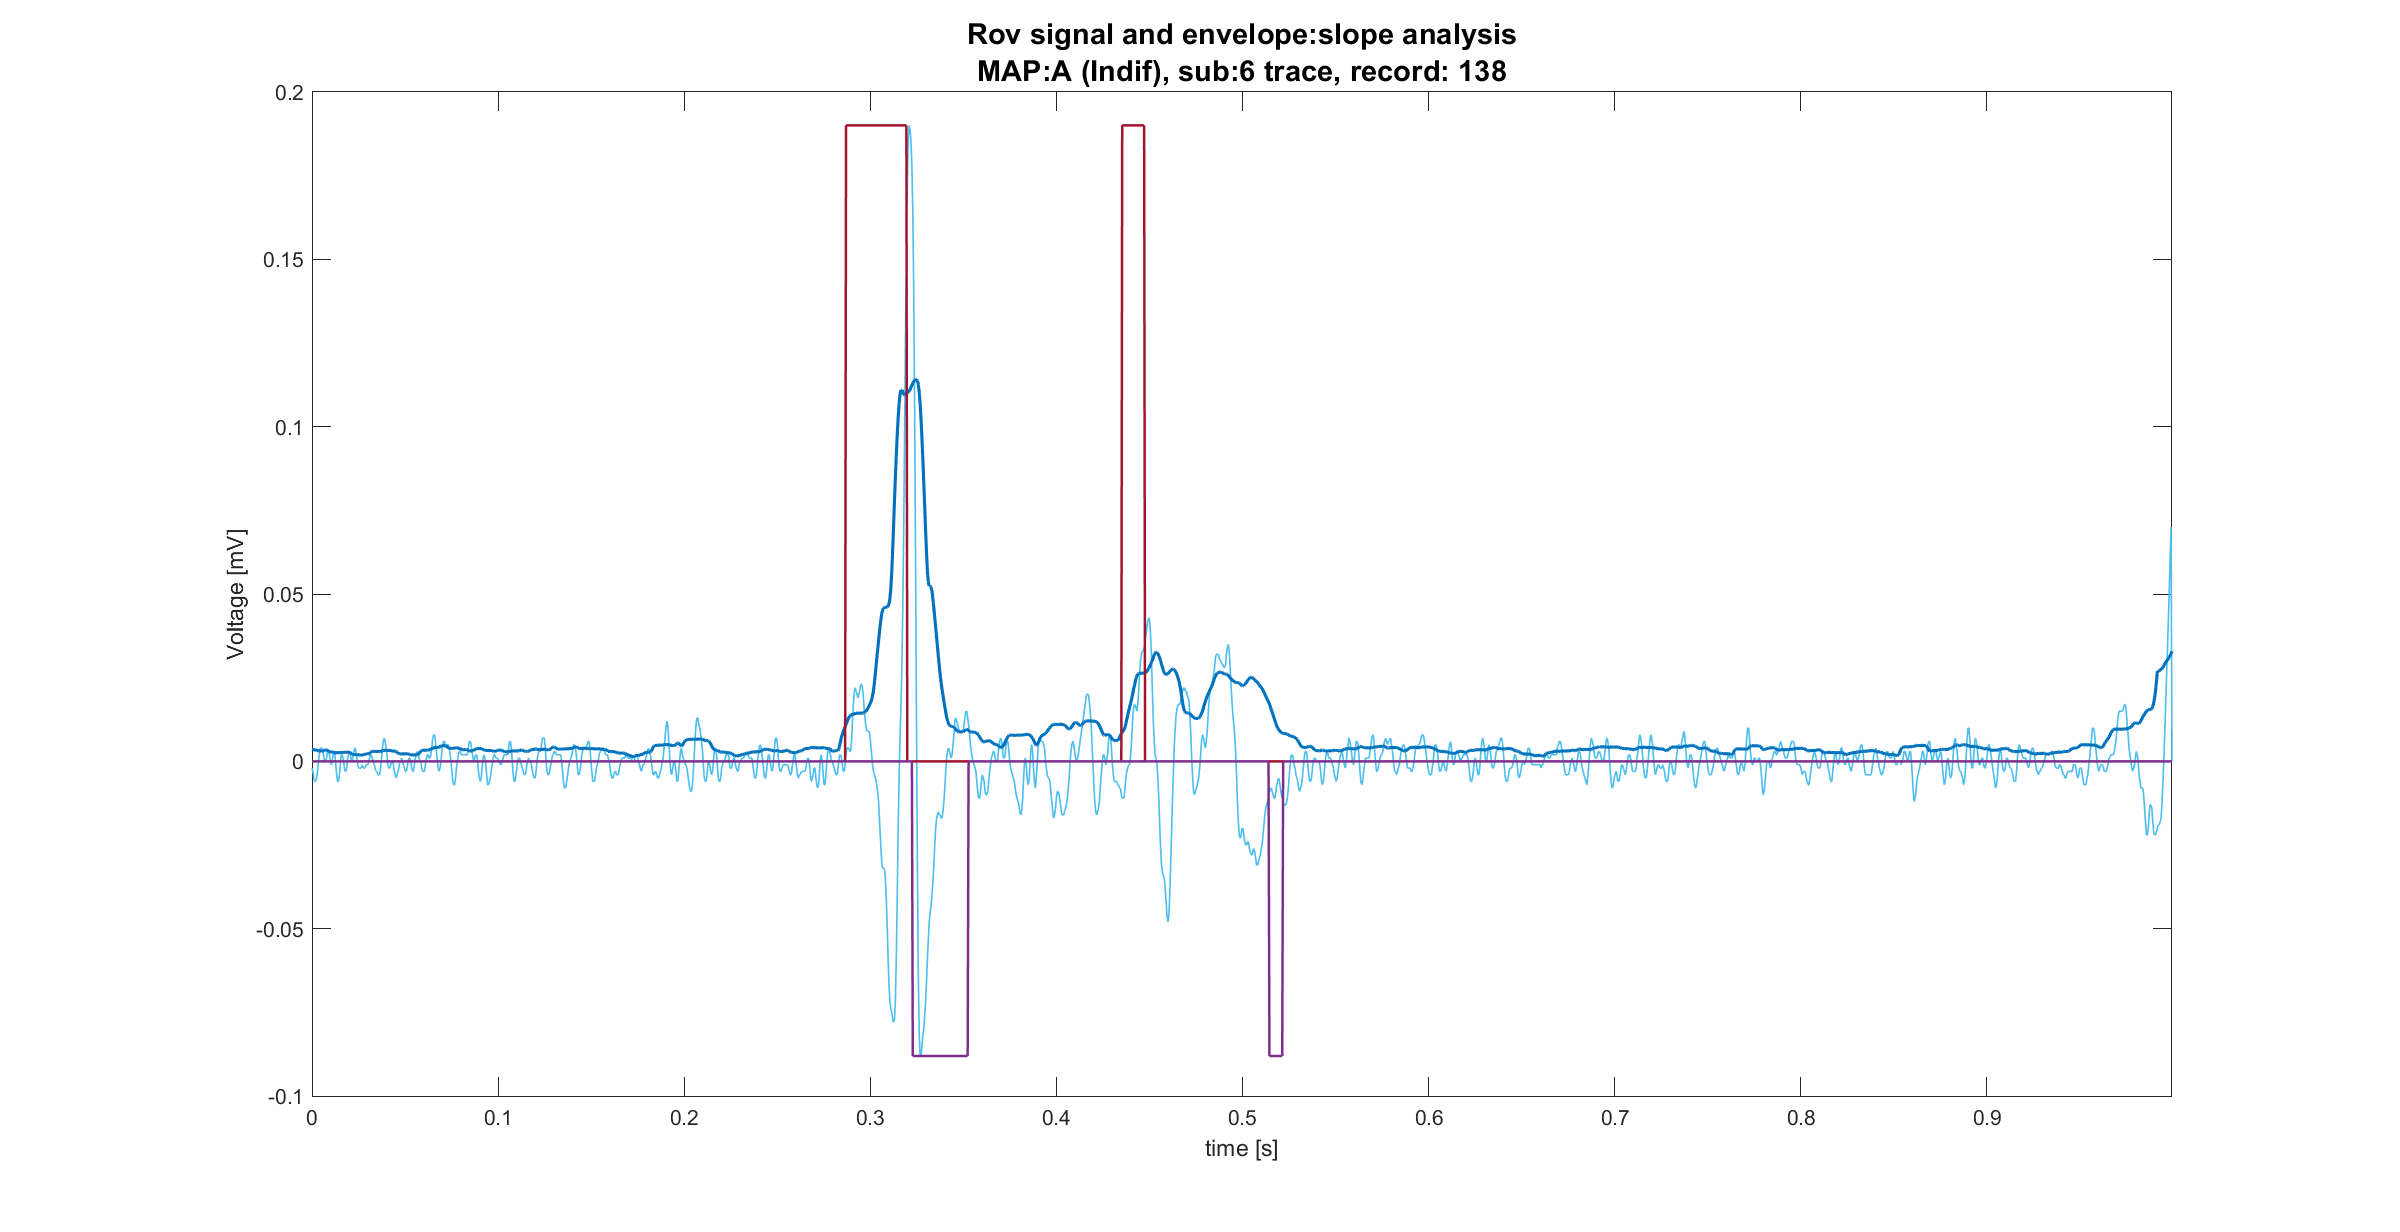 Rov signal and envelope:slope analysis
MAP:A (Indif), sub:6 trace, record: 138
0.2
0.15
0.1
0.05
0
-0.05
-0.1
Voltage [mV]
0 0.1 0.2 0.3 0.4 0.5 0.6 0.7 0.8 0.9
time [s]